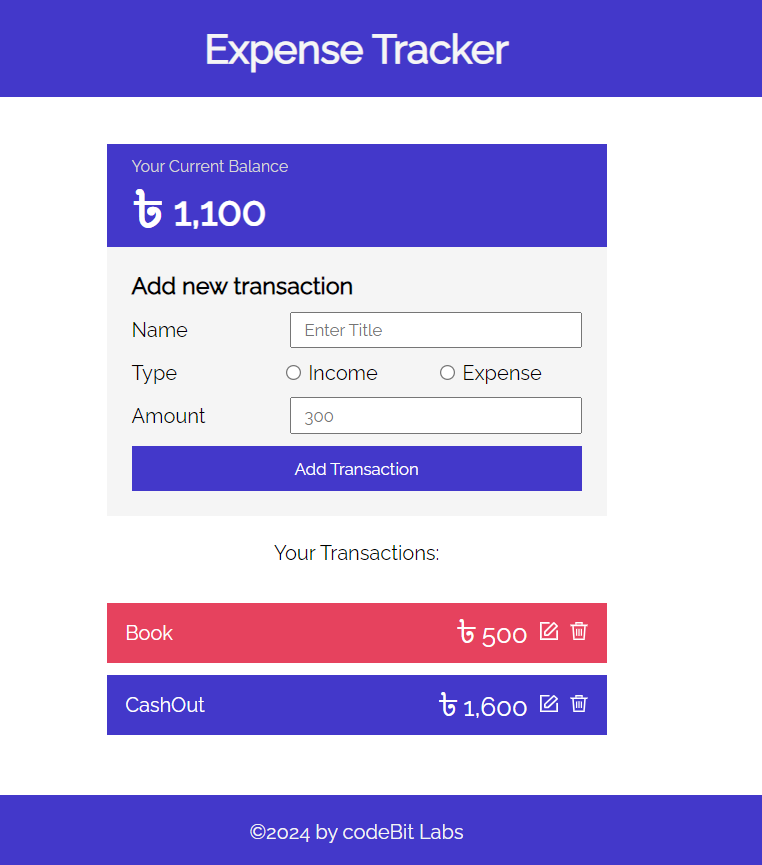 Expense Tracker
Your Current Balance
৳ 1,100
Add new transaction
Name Enter Title
Type Income Expense
Amount 300
Add Transaction
Your Transactions:
Book ৳ 500
CashOut ৳ 1,600
©2024 by codeBit Labs